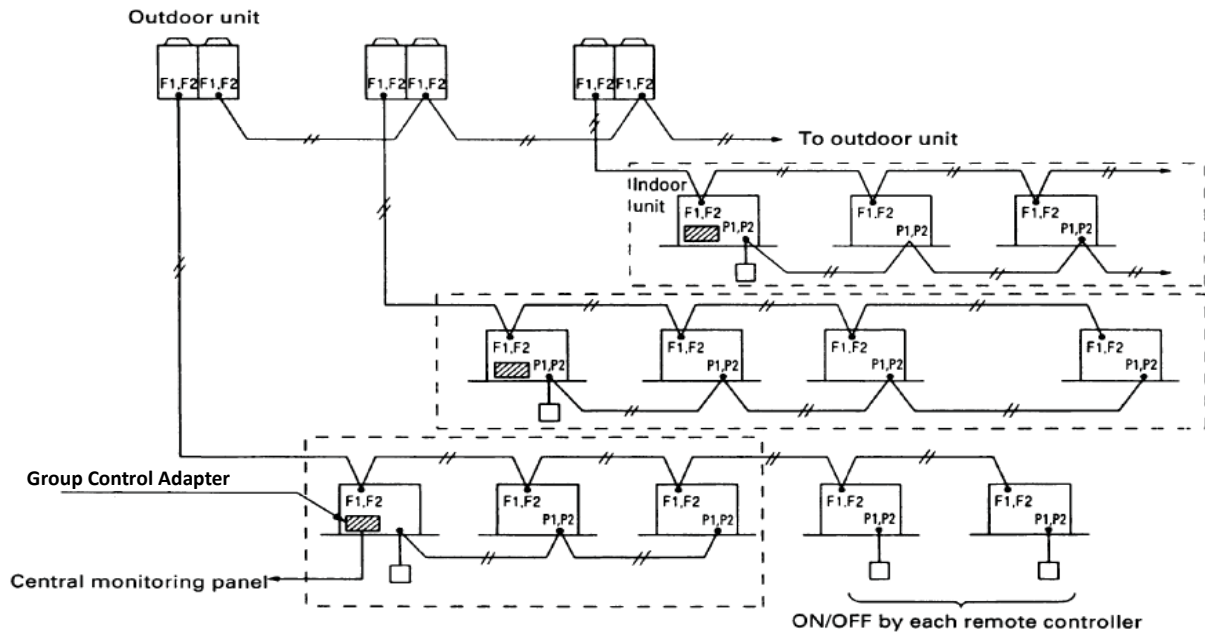 Outdoor unit
F1,F2 F1,F2 F1,F2 F1,F2 F1,F2 F1,F2
To outdoor unit
Indoor
unit
F1,F2 F1,F2 F1,F2
P1,P2 P1,P2 P1,P2
F1,F2 F1,F2 F1,F2 F1,F2
P1,P2 P1,P2 P1,P2 P1,P2
Group Control Adapter
F1,F2 F1,F2 F1,F2 F1,F2 F1,F2
P1,P2 P1,P2 P1,P2 P1,P2
Central monitoring panel
ON/OFF by each remote controller